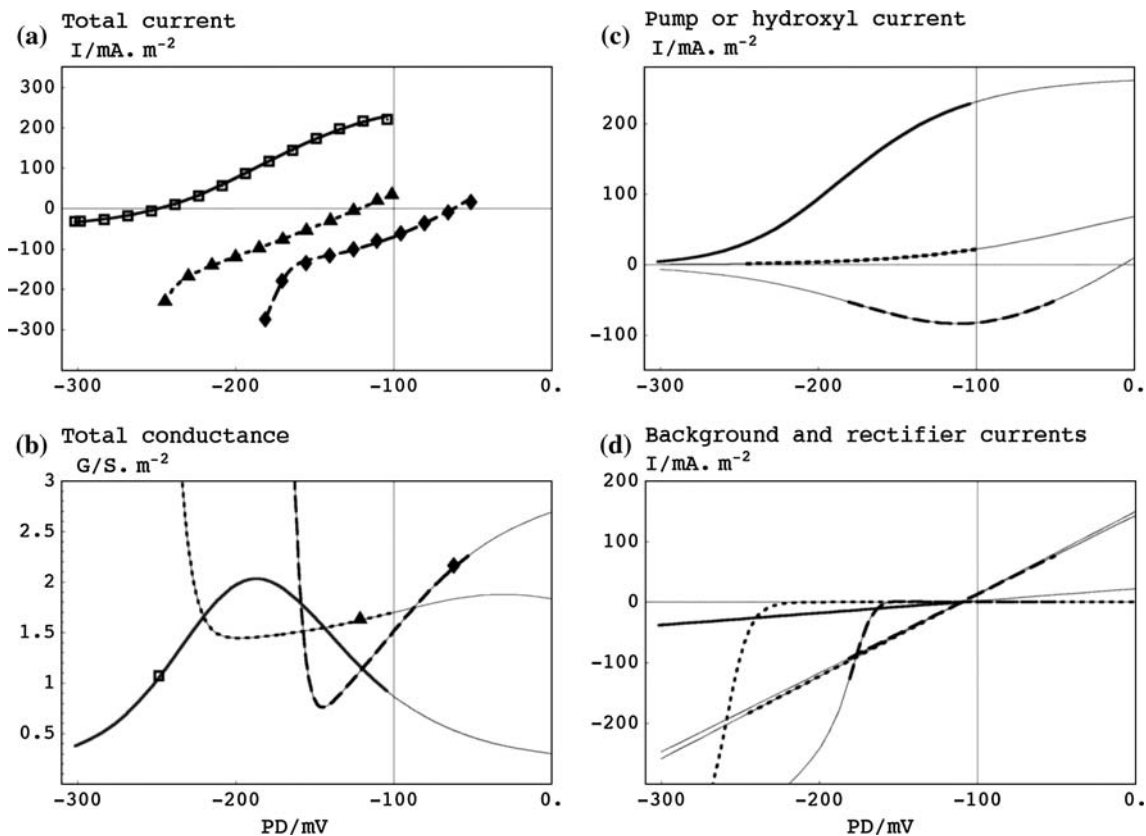 (a) Total current
I/mA. m-2
300
200
100
0
-100
-200
-300
-300 -200 -100 0.
(c) Pump or hydroxyl current
I/mA. m-2
200
100
0
-100
-300 -200 -100 0.
(b) Total conductance
G/S. m-2
3
2.5
2
1.5
1
0.5
-300 -200 -100 0.
PD/mV
(d) Background and rectifier currents
I/mA. m-2
200
100
0
-100
-200
-300 -200 -100 0.
PD/mV